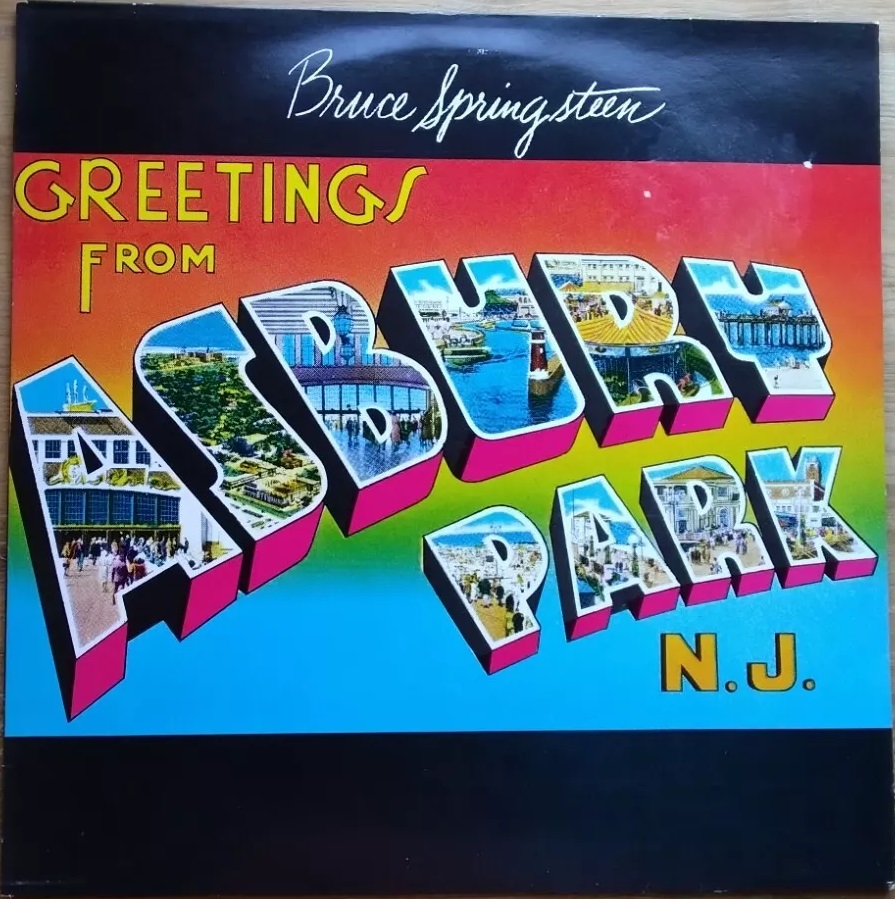 Bruce Springsteen
GREETINGS
FROM
ASBURY
PARK
N.J.